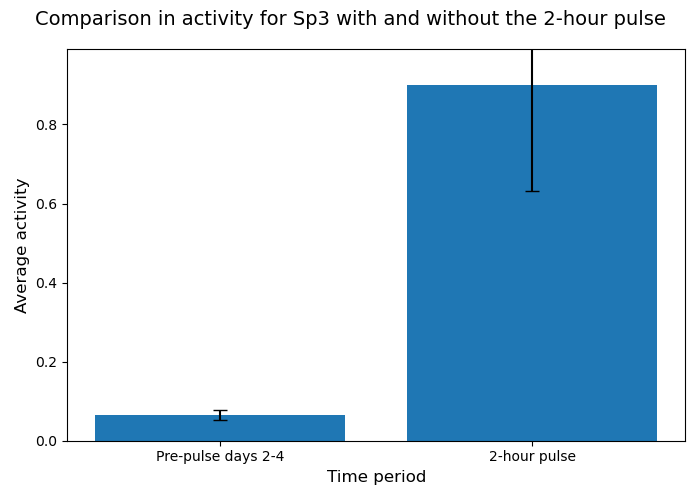 Comparison in activity for Sp3 with and without the 2-hour pulse
Average activity
0.8
0.6
0.4
0.2
0.0
Pre-pulse days 2-4
2-hour pulse
Time period